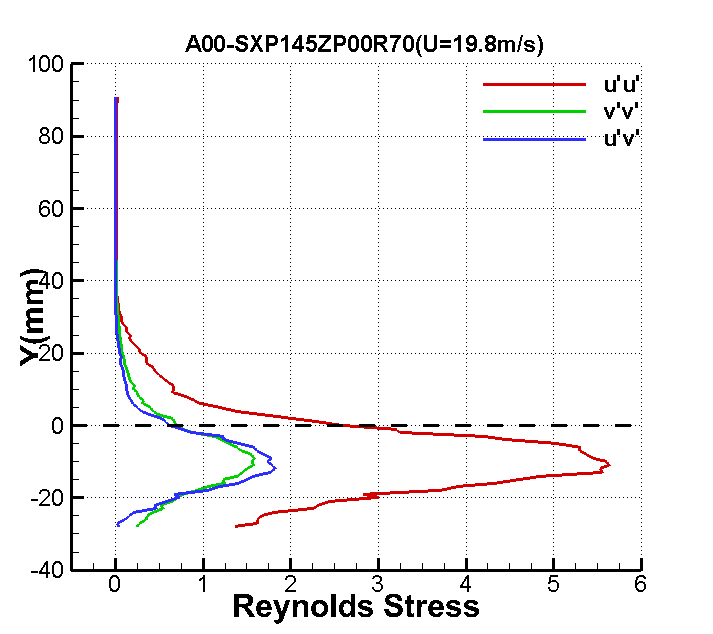 A00-SXP145ZP00R70(U=19.8m/s)
u'u'
v'v'
u'v'
100
80
60
40
20
0
-20
-40
Y(mm)
0 1 2 3 4 5 6
Reynolds Stress